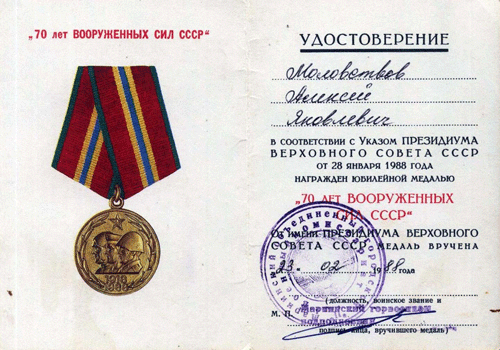 „70 лет ВООРУЖЕННЫХ СИЛ СССР"
1918
1988
УДОСТОВЕРЕНИЕ
Алексей
Яковлевич
В СООТВЕТСТВИИ С УКАЗОМ ПРЕЗИДИУМА
ВЕРХОВНОГО СОВЕТА СССР
ОТ 28 ЯНВАРЯ 1988 ГОДА
НАГРАЖДЕН ЮБИЛЕЙНОЙ МЕДАЛЬЮ
„70 ЛЕТ ВООРУЖЕННЫХ
СИЛ СССР"
ОТ ИМЕНИ ПРЕЗИДИУМА ВЕРХОВНОГО
СОВЕТА СССР МЕДАЛЬ ВРУЧЕНА
23 02 1988 года
(должность, воинское звание и
М. П.
подпись лица, вручившего медаль)